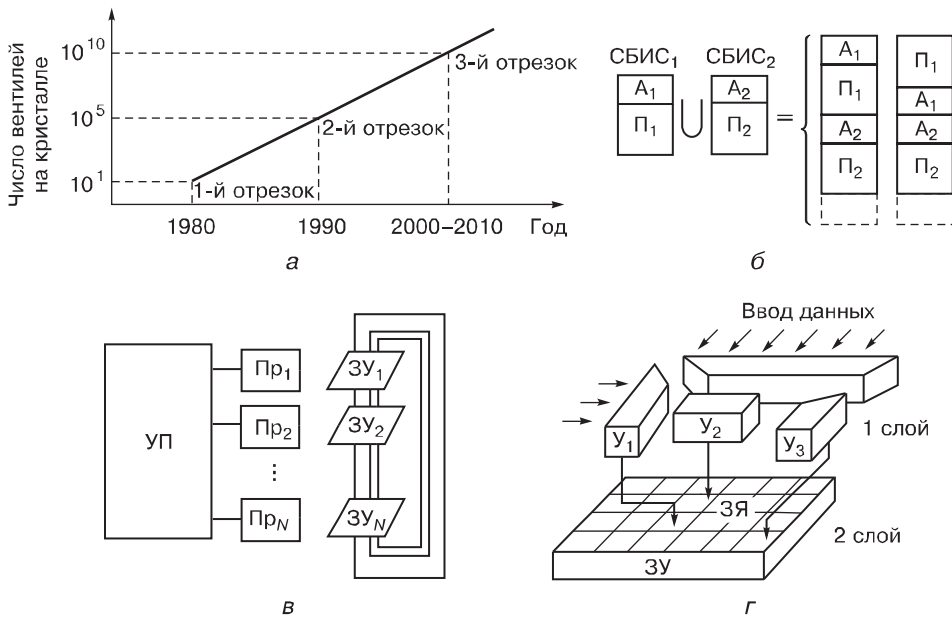 Число вентилей
на кристалле
10¹⁰
10⁵
10¹
1-й отрезок
2-й отрезок
3-й отрезок
1980
1990
2000–2010
Год
а
СБИС₁
СБИС₂
А₁
П₁
⋃
А₂
П₂
=
А₁
П₁
А₂
П₂
П₁
А₁
А₂
П₂
б
УП
Пр₁
Пр₂
⋮
Пр_N
ЗУ₁
ЗУ₂
ЗУ_N
в
Ввод данных
У₁
У₂
У₃
1 слой
ЗЯ
2 слой
ЗУ
г